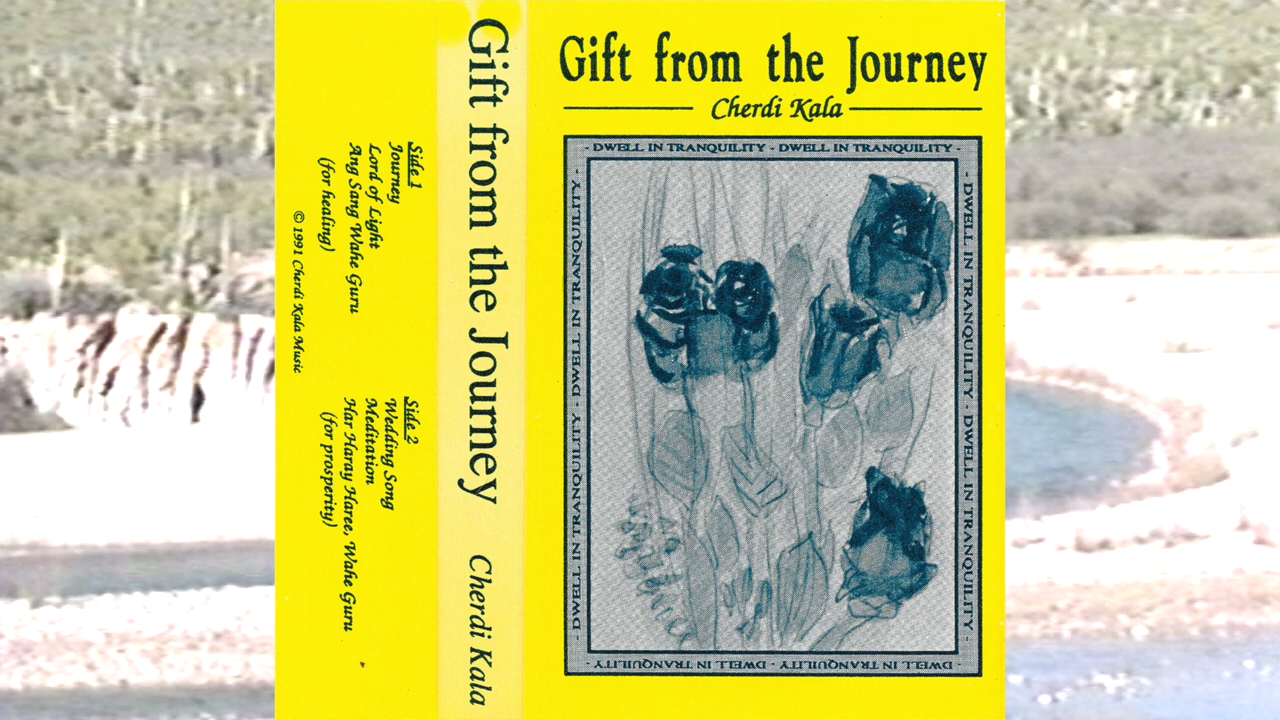 Gift from the Journey
Cherdi Kala
- DWELL IN TRANQUILITY - DWELL IN TRANQUILITY -
- DWELL IN TRANQUILITY - DWELL IN TRANQUILITY -
- DWELL IN TRANQUILITY - DWELL IN TRANQUILITY -
- DWELL IN TRANQUILITY - DWELL IN TRANQUILITY -
Gift from the Journey Cherdi Kala
Side 1
Journey
Lord of Light
Ang Sang Wahe Guru
(for healing)
Side 2
Wedding Song
Meditation
Har Haray Haree, Wahe Guru
(for prosperity)
© 1991 Cherdi Kala Music